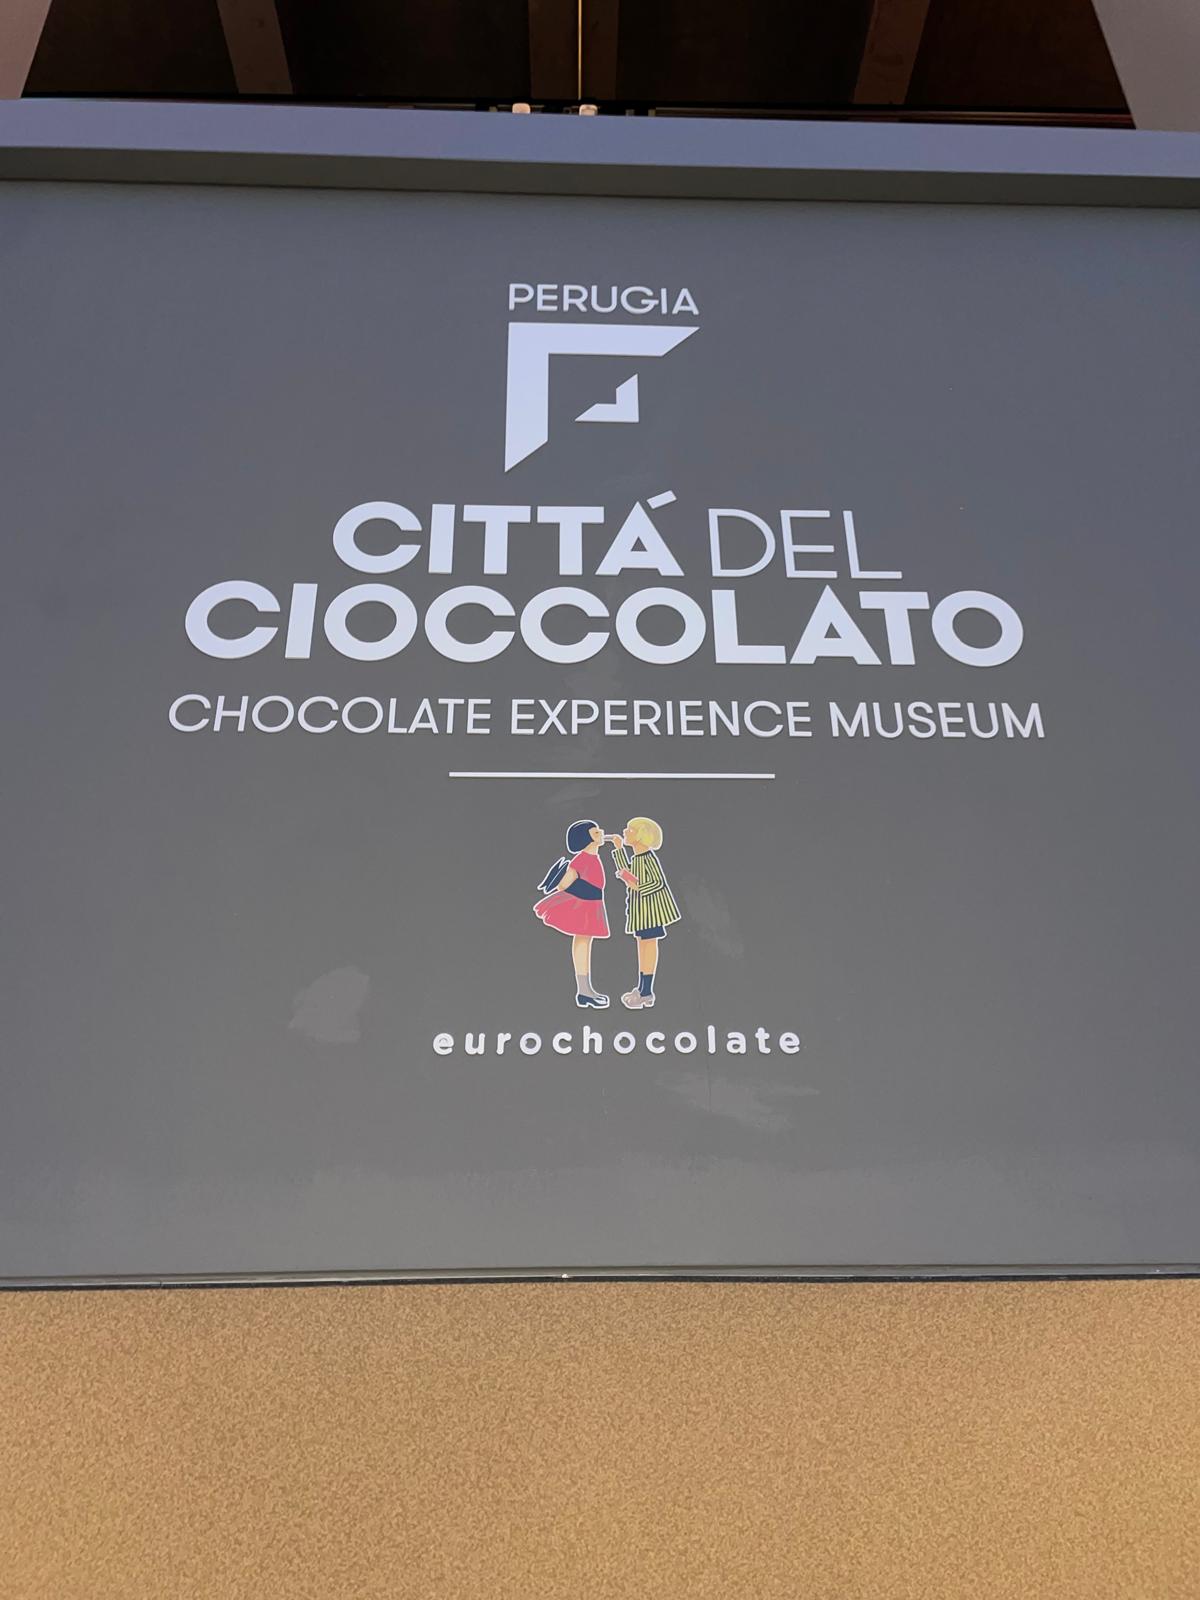 PERUGIA
CITTÁ DEL
CIOCCOLATO
CHOCOLATE EXPERIENCE MUSEUM
eurochocolate